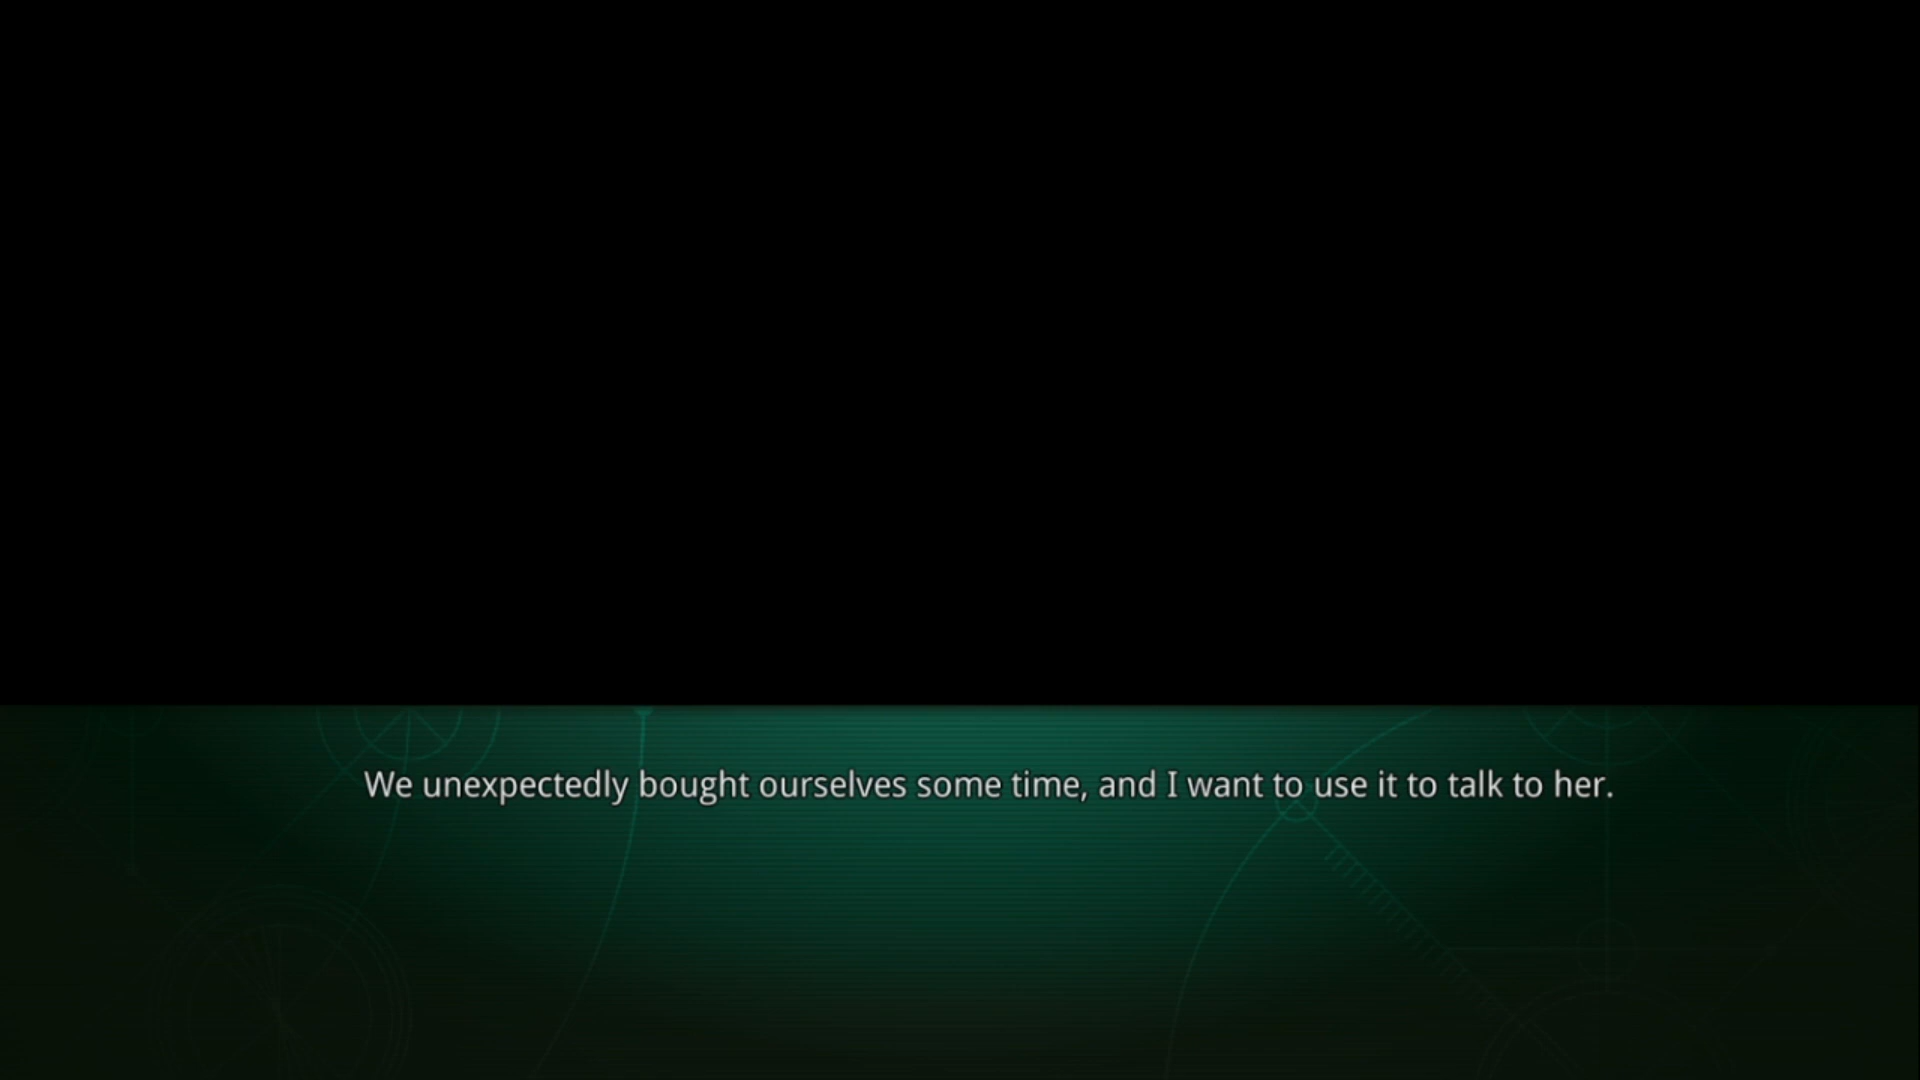 We unexpectedly bought ourselves some time, and I want to use it to talk to her.